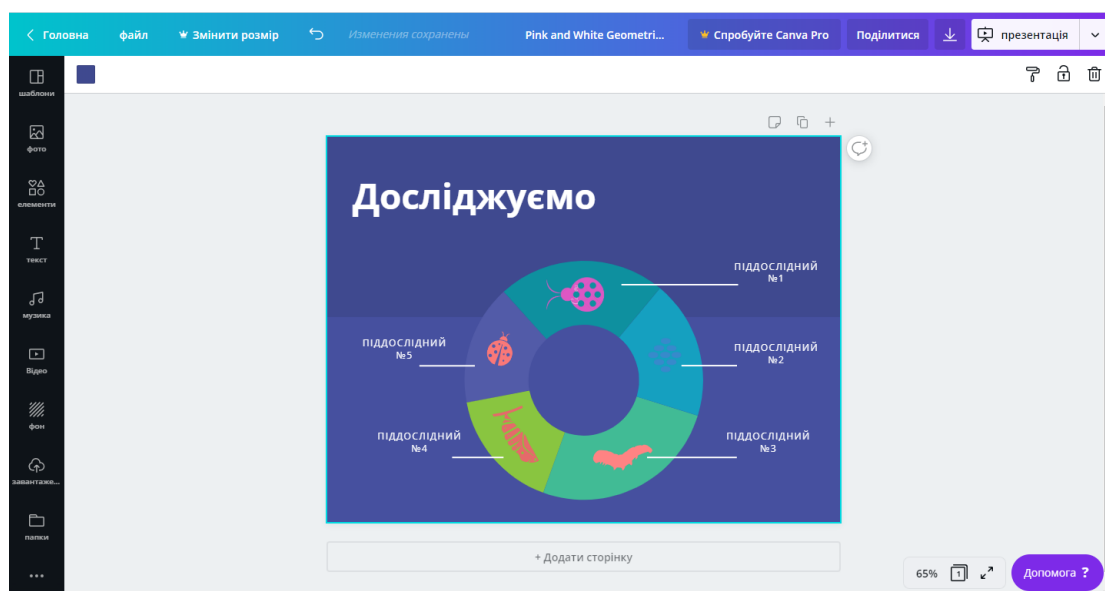 Головна
файл
Змінити розмір
Изменения сохранены
Pink and White Geometri...
Спробуйте Canva Pro
Поділитися
презентація
шаблони
фото
елементи
текст
музика
Відео
фон
завантаже...
папки
Досліджуємо
ПІДДОСЛІДНИЙ
№1
ПІДДОСЛІДНИЙ
№2
ПІДДОСЛІДНИЙ
№3
ПІДДОСЛІДНИЙ
№4
ПІДДОСЛІДНИЙ
№5
+ Додати сторінку
65%
1
Допомога ?